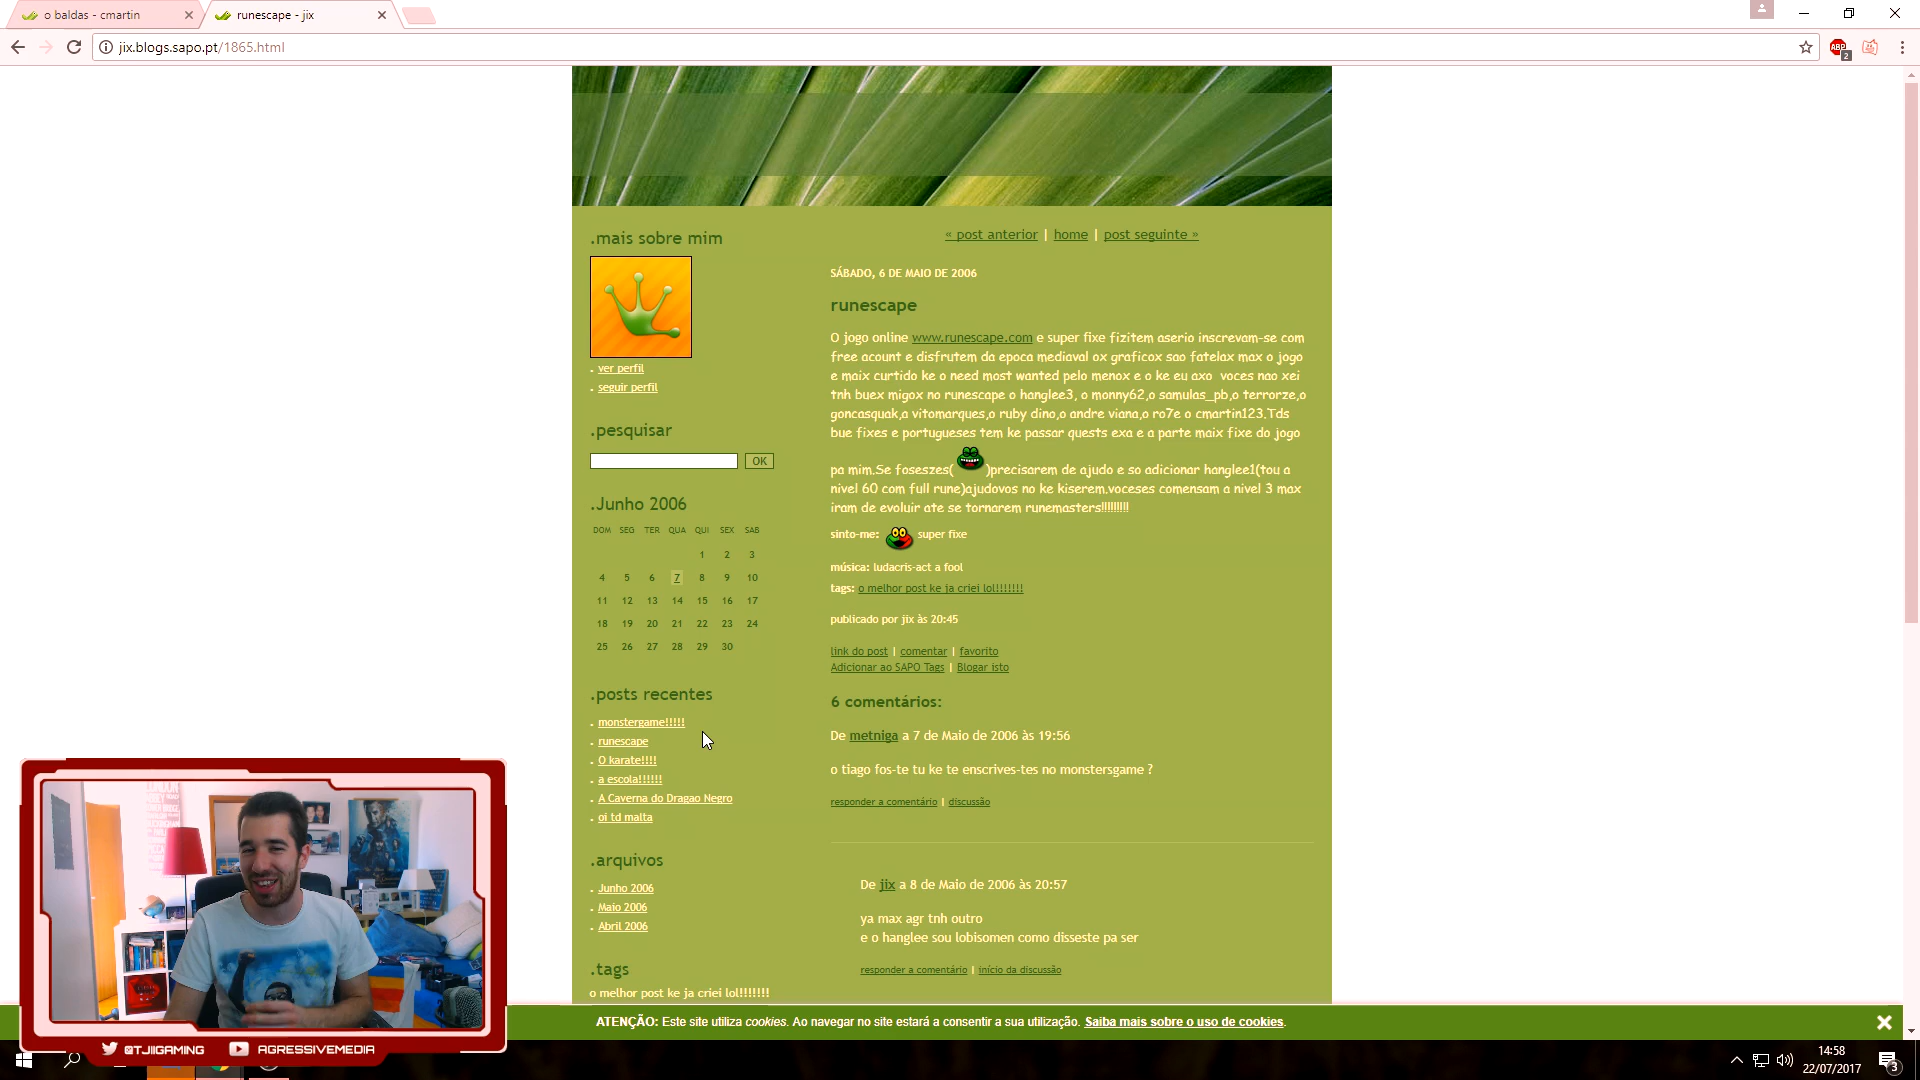 o baldas - cmartin
runescape - jix
jix.blogs.sapo.pt/1865.html
ABP
2
.mais sobre mim
. ver perfil
. seguir perfil
.pesquisar
OK
.Junho 2006
DOM SEG TER QUA QUI SEX SAB
1 2 3
4 5 6 7 8 9 10
11 12 13 14 15 16 17
18 19 20 21 22 23 24
25 26 27 28 29 30
.posts recentes
. monstergame!!!!!
. runescape
. O karate!!!!
. a escola!!!!!!
. A Caverna do Dragao Negro
. oi td malta
.arquivos
. Junho 2006
. Maio 2006
. Abril 2006
.tags
o melhor post ke ja criei lol!!!!!!!
« post anterior | home | post seguinte »
SÁBADO, 6 DE MAIO DE 2006
runescape
O jogo online www.runescape.com e super fixe fizitem aserio inscrevam-se com
free acount e disfrutem da epoca mediaval ox graficox sao fatelax max o jogo
e maix curtido ke o need most wanted pelo menox e o ke eu axo voces nao xei
tnh buex migox no runescape o hanglee3, o monny62,o samulas_pb,o terrorze,o
goncasquak,a vitomarques,o ruby dino,o andre viana,o ro7e o cmartin123.Tds
bue fixes e portugueses tem ke passar quests exa e a parte maix fixe do jogo
pa mim.Se foseszes( )precisarem de ajudo e so adicionar hanglee1(tou a
nivel 60 com full rune)ajudovos no ke kiserem.voceses comensam a nivel 3 max
iram de evoluir ate se tornarem runemasters!!!!!!!!!
sinto-me: super fixe
música: ludacris-act a fool
tags: o melhor post ke ja criei lol!!!!!!!
publicado por jix às 20:45
link do post | comentar | favorito
Adicionar ao SAPO Tags | Blogar isto
6 comentários:
De metniga a 7 de Maio de 2006 às 19:56
o tiago fos-te tu ke te enscrives-tes no monstersgame ?
responder a comentário | discussão
De jix a 8 de Maio de 2006 às 20:57
ya max agr tnh outro
e o hanglee sou lobisomen como disseste pa ser
responder a comentário | início da discussão
ATENÇÃO: Este site utiliza cookies. Ao navegar no site estará a consentir a sua utilização. Saiba mais sobre o uso de cookies.
@TJIIGAMING
AGRESSIVEMEDIA
14:58
22/07/2017
3